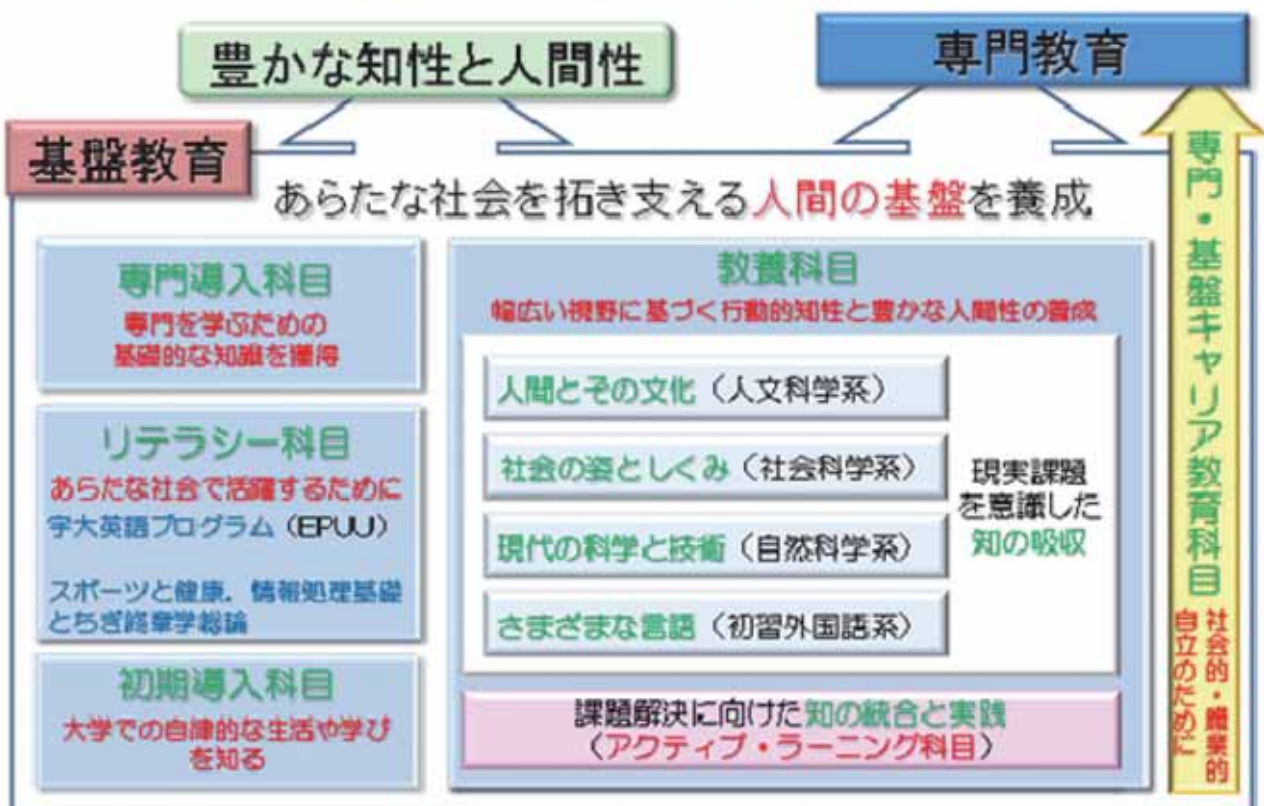 豊かな知性と人間性
専門教育
基盤教育
あらたな社会を拓き支える人間の基盤を養成
専門導入科目
専門を学ぶための
基礎的な知識を獲得
リテラシー科目
あらたな社会で活躍するために
宇大英語プログラム（EPUU）
スポーツと健康，情報処理基礎
とちぎ終章学総論
初期導入科目
大学での自律的な生活や学び
を知る
教養科目
幅広い視野に基づく行動的知性と豊かな人間性の養成
人間とその文化（人文科学系）
社会の姿としくみ（社会科学系）
現代の科学と技術（自然科学系）
さまざまな言語（初習外国語系）
現実課題
を意識した
知の吸収
課題解決に向けた知の統合と実践
（アクティブ・ラーニング科目）
専門・基盤キャリア教育科目
社会的・職業的
自立のために